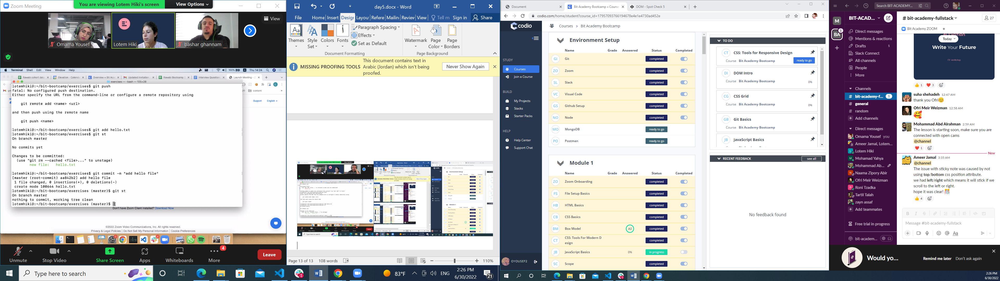 Zoom Meeting
You are viewing Lotem Hiki's screen
View Options
View
Omama Yousef
Lotem Hiki
bashar ghannam
Terminal Shell Edit View Window Help
100%
Thu 14:24
Rawabi cohort data
Elevation - Calenda
Overview « Bit Ac
Updated invitation
Rawabi Bootcamp
Interview Question
Launch Meeting - Z
exercises — -bash — 105×28
content
Support
English
lotemhiki@:~/bit-bootcamp/exercises$ git push
fatal: No configured push destination.
Either specify the URL from the command-line or configure a remote repository using
git remote add <name> <url>
and then push using the remote name
git push <name>
lotemhiki@:~/bit-bootcamp/exercises$ git add hello.txt
lotemhiki@:~/bit-bootcamp/exercises$ git st
On branch master
No commits yet
Changes to be committed:
(use "git rm --cached <file>..." to unstage)
new file:   hello.txt
lotemhiki@:~/bit-bootcamp/exercises$ git commit -m "add hello file"
[master (root-commit) aa842b2] add hello file
1 file changed, 0 insertions(+), 0 deletions(-)
create mode 100644 hello.txt
lotemhiki@:~/bit-bootcamp/exercises (master)$ git st
On branch master
nothing to commit, working tree clean
lotemhiki@:~/bit-bootcamp/exercises (master)$
Don't have Zoom Client installed? Download Now
©2022 Zoom Video Communications, Inc. All rights reserved.
Privacy & Legal Policies | Do Not Sell My Personal Information | Cookie Preferences
Unmute
Stop Video
Share Screen
Apps
Whiteboards
4
More
Leave
Type here to search
83°F
ENG
2:26 PM
6/30/2022
21
day5.docx - Word
File Home Insert Design Layou Refere Mailin Review View Tell m Sign in Share
Themes
Style Set
Colors
Fonts
Paragraph Spacing
Effects
Set as Default
Document Formatting
Watermark
Page Color
Page Borders
Page Background
MISSING PROOFING TOOLS
This document contains text in
Arabic (Jordan) which isn't being
proofed.
Never Show Again
Page 13 of 13
108 words
110%
Document
Bit Academy Bootcamp « Course
DOM - Spot Check 5
codio.com/home/student?course_id=17957093766194678e4e1e4730ad452e
codio
Courses > Bit Academy Bootcamp
STUDY
Courses
Join a Course
BUILD
My Projects
Stacks
Starter Packs
HELP
Help Center
Support Chat
OYOUSEF2
Environment Setup
Name Grade Answered Status Completed
GI Git completed
ZO Zoom completed
SL Slack completed
VC Visual Code completed
GS Github Setup completed
NO Node completed
MO MongoDB ready to go
PO Postman ready to go
Module 1
Name Grade Answered Status Completed
ZO Zoom Onboarding completed
FS File Setup Basics completed
HB HTML Basics completed
CB CSS Basics completed
BM Box Model All completed
CT CSS: Tools For Modern D
esign completed
JB JavaScript Basics 0% in progress
SC Scope completed
TO DO
CT CSS: Tools for Responsive Design
Course Bit Academy Bootcamp ready to go
DI DOM Intro
Course Bit Academy Bootcamp 0%
CG CSS Grid
Course Bit Academy Bootcamp 0%
GB Git Basics
Course Bit Academy Bootcamp
JB JavaScript Basics
RECENT FEEDBACK
see all
No feedback found
Search BIT-ACADEMY...
M
BA
1
BIT-ACAD...
Direct messages
Mentions & reactions
Drafts 1
Slack Connect
All channels
People
More
Channels
# bit-academy-f... 1
# general
# random
Add channels
Direct messages
Omama Yousef you
Ameer Jamal, Lotem...
Lotem Hiki
Mohamad Yahya
Mohammad Ab...
Naama Zipory Abir
Ofri Meir Weizman
Roni Tzadka
Tartil Talah
zayn assaf
Add teammates
Free trial in progress
bit-academ...
# bit-academy-fullstack
27
Bit Academy ZOOM
Today
Write Your Future
1
3
suha shehadeh 12:47 AM
thank you Ofri
Ofri Meir Weizman 12:58 AM
Mohammad Abd Alrahman 2:59 AM
The lesson is starting soon, make sure you are
connected with open cams
@channel
1
New
Ameer Jamal 3:35 AM
@channel
The issue with sticky note was caused by not
using top/bottom css position attribute.
we had left/right which means it will stick if we
scroll to the left or right.
hope it was clear!
4
Message #bit-academy-fullstack
Would yo...
Remind me later
Don't ask again
2:26 PM
6/30/2022